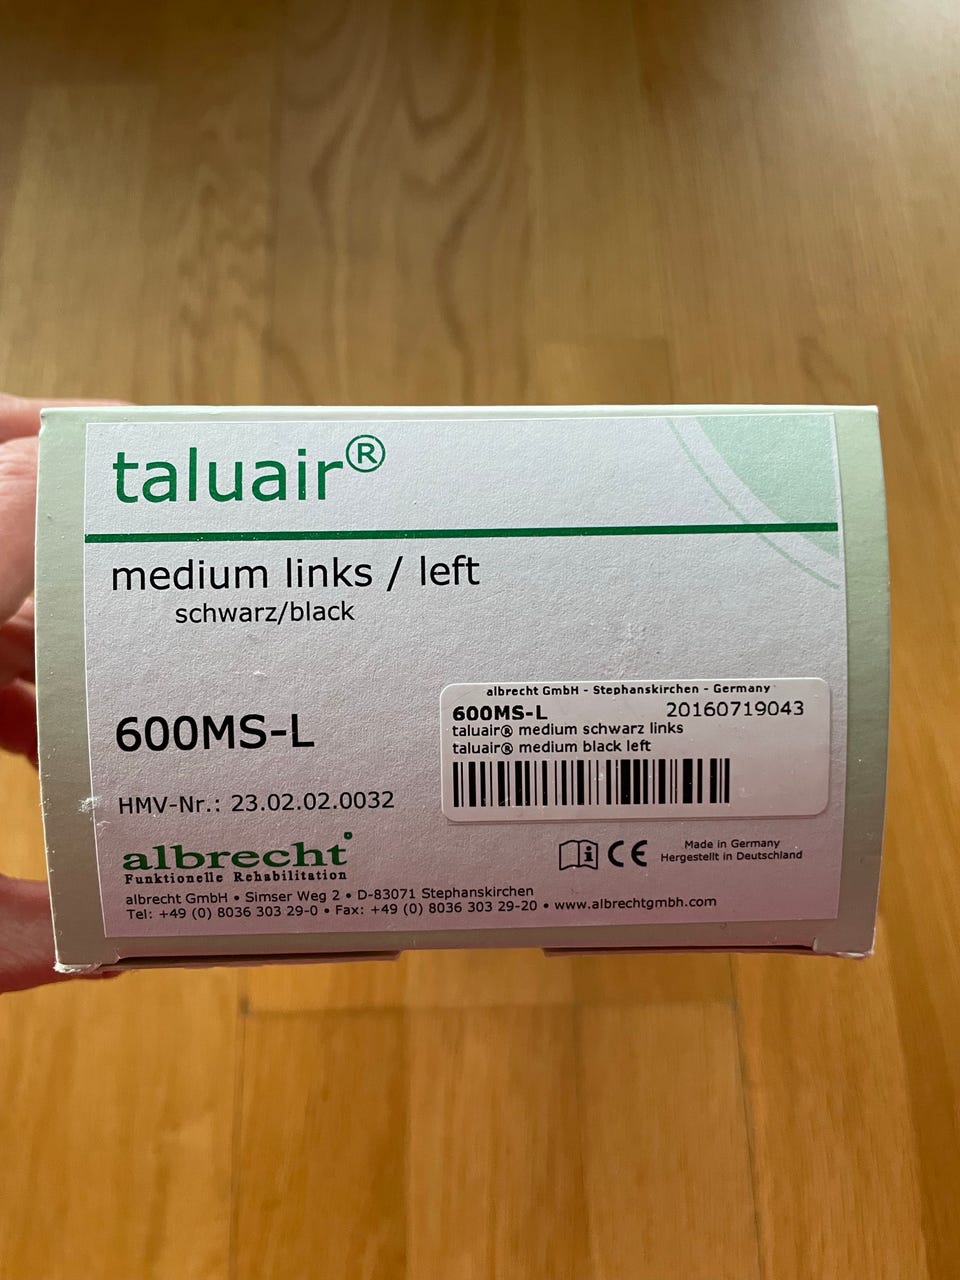 taluair®
medium links / left
schwarz/black
600MS-L
HMV-Nr.: 23.02.02.0032
albrecht GmbH - Stephanskirchen - Germany
600MS-L 20160719043
taluair® medium schwarz links
taluair® medium black left
albrecht°
Funktionelle Rehabilitation
CE
Made in Germany
Hergestellt in Deutschland
albrecht GmbH • Simser Weg 2 • D-83071 Stephanskirchen
Tel: +49 (0) 8036 303 29-0 • Fax: +49 (0) 8036 303 29-20 • www.albrechtgmbh.com